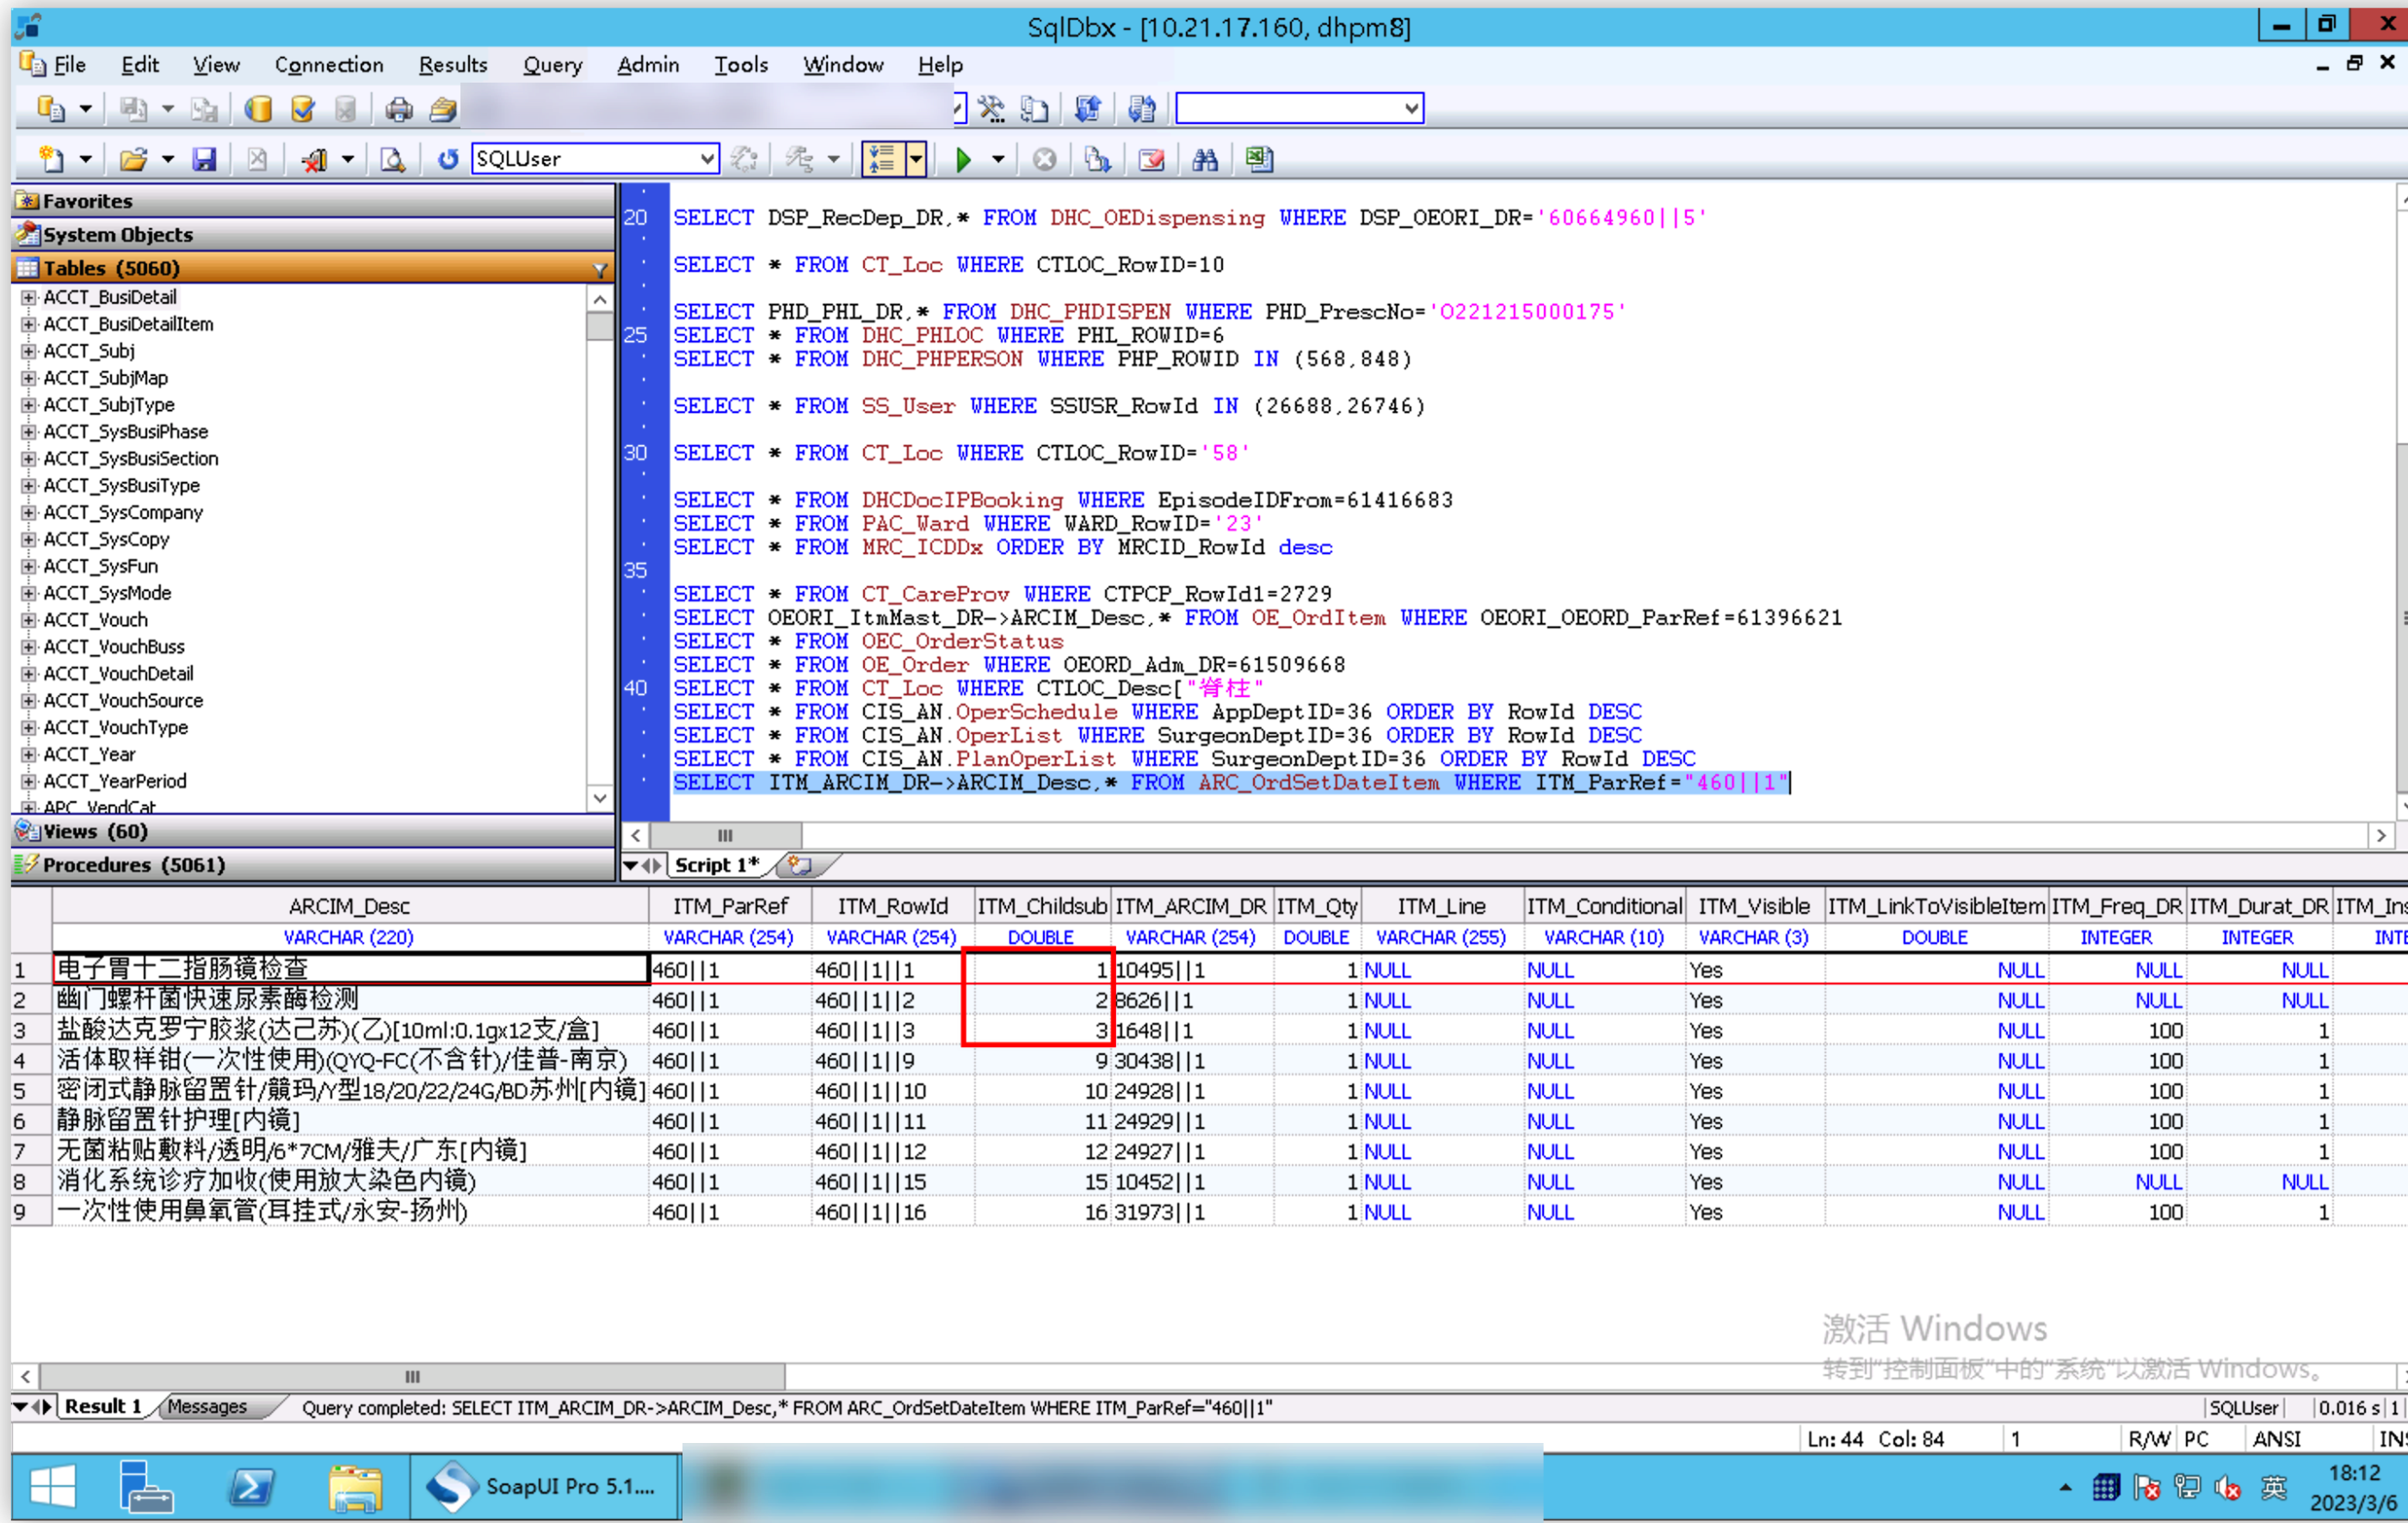 SqlDbx - [10.21.17.160, dhpm8]
File Edit View Connection Results Query Admin Tools Window Help
SQLUser
Favorites
System Objects
Tables (5060)
ACCT_BusiDetail
ACCT_BusiDetailItem
ACCT_Subj
ACCT_SubjMap
ACCT_SubjType
ACCT_SysBusiPhase
ACCT_SysBusiSection
ACCT_SysBusiType
ACCT_SysCompany
ACCT_SysCopy
ACCT_SysFun
ACCT_SysMode
ACCT_Vouch
ACCT_VouchBuss
ACCT_VouchDetail
ACCT_VouchSource
ACCT_VouchType
ACCT_Year
ACCT_YearPeriod
APC_VendCat
Views (60)
Procedures (5061)
20 SELECT DSP_RecDep_DR,* FROM DHC_OEDispensing WHERE DSP_OEORI_DR='60664960||5'
SELECT * FROM CT_Loc WHERE CTLOC_RowID=10
SELECT PHD_PHL_DR,* FROM DHC_PHDISPEN WHERE PHD_PrescNo='O221215000175'
25 SELECT * FROM DHC_PHLOC WHERE PHL_ROWID=6
SELECT * FROM DHC_PHPERSON WHERE PHP_ROWID IN (568,848)
SELECT * FROM SS_User WHERE SSUSR_RowId IN (26688,26746)
30 SELECT * FROM CT_Loc WHERE CTLOC_RowID='58'
SELECT * FROM DHCDocIPBooking WHERE EpisodeIDFrom=61416683
SELECT * FROM PAC_Ward WHERE WARD_RowID='23'
SELECT * FROM MRC_ICDDx ORDER BY MRCID_RowId desc
35
SELECT * FROM CT_CareProv WHERE CTPCP_RowId1=2729
SELECT OEORI_ItmMast_DR->ARCIM_Desc,* FROM OE_OrdItem WHERE OEORI_OEORD_ParRef=61396621
SELECT * FROM OEC_OrderStatus
SELECT * FROM OE_Order WHERE OEORD_Adm_DR=61509668
40 SELECT * FROM CT_Loc WHERE CTLOC_Desc["脊柱"
SELECT * FROM CIS_AN.OperSchedule WHERE AppDeptID=36 ORDER BY RowId DESC
SELECT * FROM CIS_AN.OperList WHERE SurgeonDeptID=36 ORDER BY RowId DESC
SELECT * FROM CIS_AN.PlanOperList WHERE SurgeonDeptID=36 ORDER BY RowId DESC
SELECT ITM_ARCIM_DR->ARCIM_Desc,* FROM ARC_OrdSetDateItem WHERE ITM_ParRef="460||1"
Script 1*
ARCIM_Desc ITM_ParRef ITM_RowId ITM_Childsub ITM_ARCIM_DR ITM_Qty ITM_Line ITM_Conditional ITM_Visible ITM_LinkToVisibleItem ITM_Freq_DR ITM_Durat_DR ITM_Ins
VARCHAR (220) VARCHAR (254) VARCHAR (254) DOUBLE VARCHAR (254) DOUBLE VARCHAR (255) VARCHAR (10) VARCHAR (3) DOUBLE INTEGER INTEGER INTE
1 电子胃十二指肠镜检查 460||1 460||1||1 1 10495||1 1 NULL NULL Yes NULL NULL NULL
2 幽门螺杆菌快速尿素酶检测 460||1 460||1||2 2 8626||1 1 NULL NULL Yes NULL NULL NULL
3 盐酸达克罗宁胶浆(达己苏)(乙)[10ml:0.1gx12支/盒] 460||1 460||1||3 3 1648||1 1 NULL NULL Yes NULL 100 1
4 活体取样钳(一次性使用)(QYQ-FC(不含针)/佳普-南京) 460||1 460||1||9 9 30438||1 1 NULL NULL Yes NULL 100 1
5 密闭式静脉留置针/竸玛/Y型18/20/22/24G/BD苏州[内镜] 460||1 460||1||10 10 24928||1 1 NULL NULL Yes NULL 100 1
6 静脉留置针护理[内镜] 460||1 460||1||11 11 24929||1 1 NULL NULL Yes NULL 100 1
7 无菌粘贴敷料/透明/6*7CM/雅夫/广东[内镜] 460||1 460||1||12 12 24927||1 1 NULL NULL Yes NULL 100 1
8 消化系统诊疗加收(使用放大染色内镜) 460||1 460||1||15 15 10452||1 1 NULL NULL Yes NULL NULL NULL
9 一次性使用鼻氧管(耳挂式/永安-扬州) 460||1 460||1||16 16 31973||1 1 NULL NULL Yes NULL 100 1
激活 Windows
转到"控制面板"中的"系统"以激活 Windows。
Result 1 Messages Query completed: SELECT ITM_ARCIM_DR->ARCIM_Desc,* FROM ARC_OrdSetDateItem WHERE ITM_ParRef="460||1" SQLUser 0.016 s 1
Ln: 44 Col: 84 1 R/W PC ANSI INS
SoapUI Pro 5.1.... 英 18:12
2023/3/6